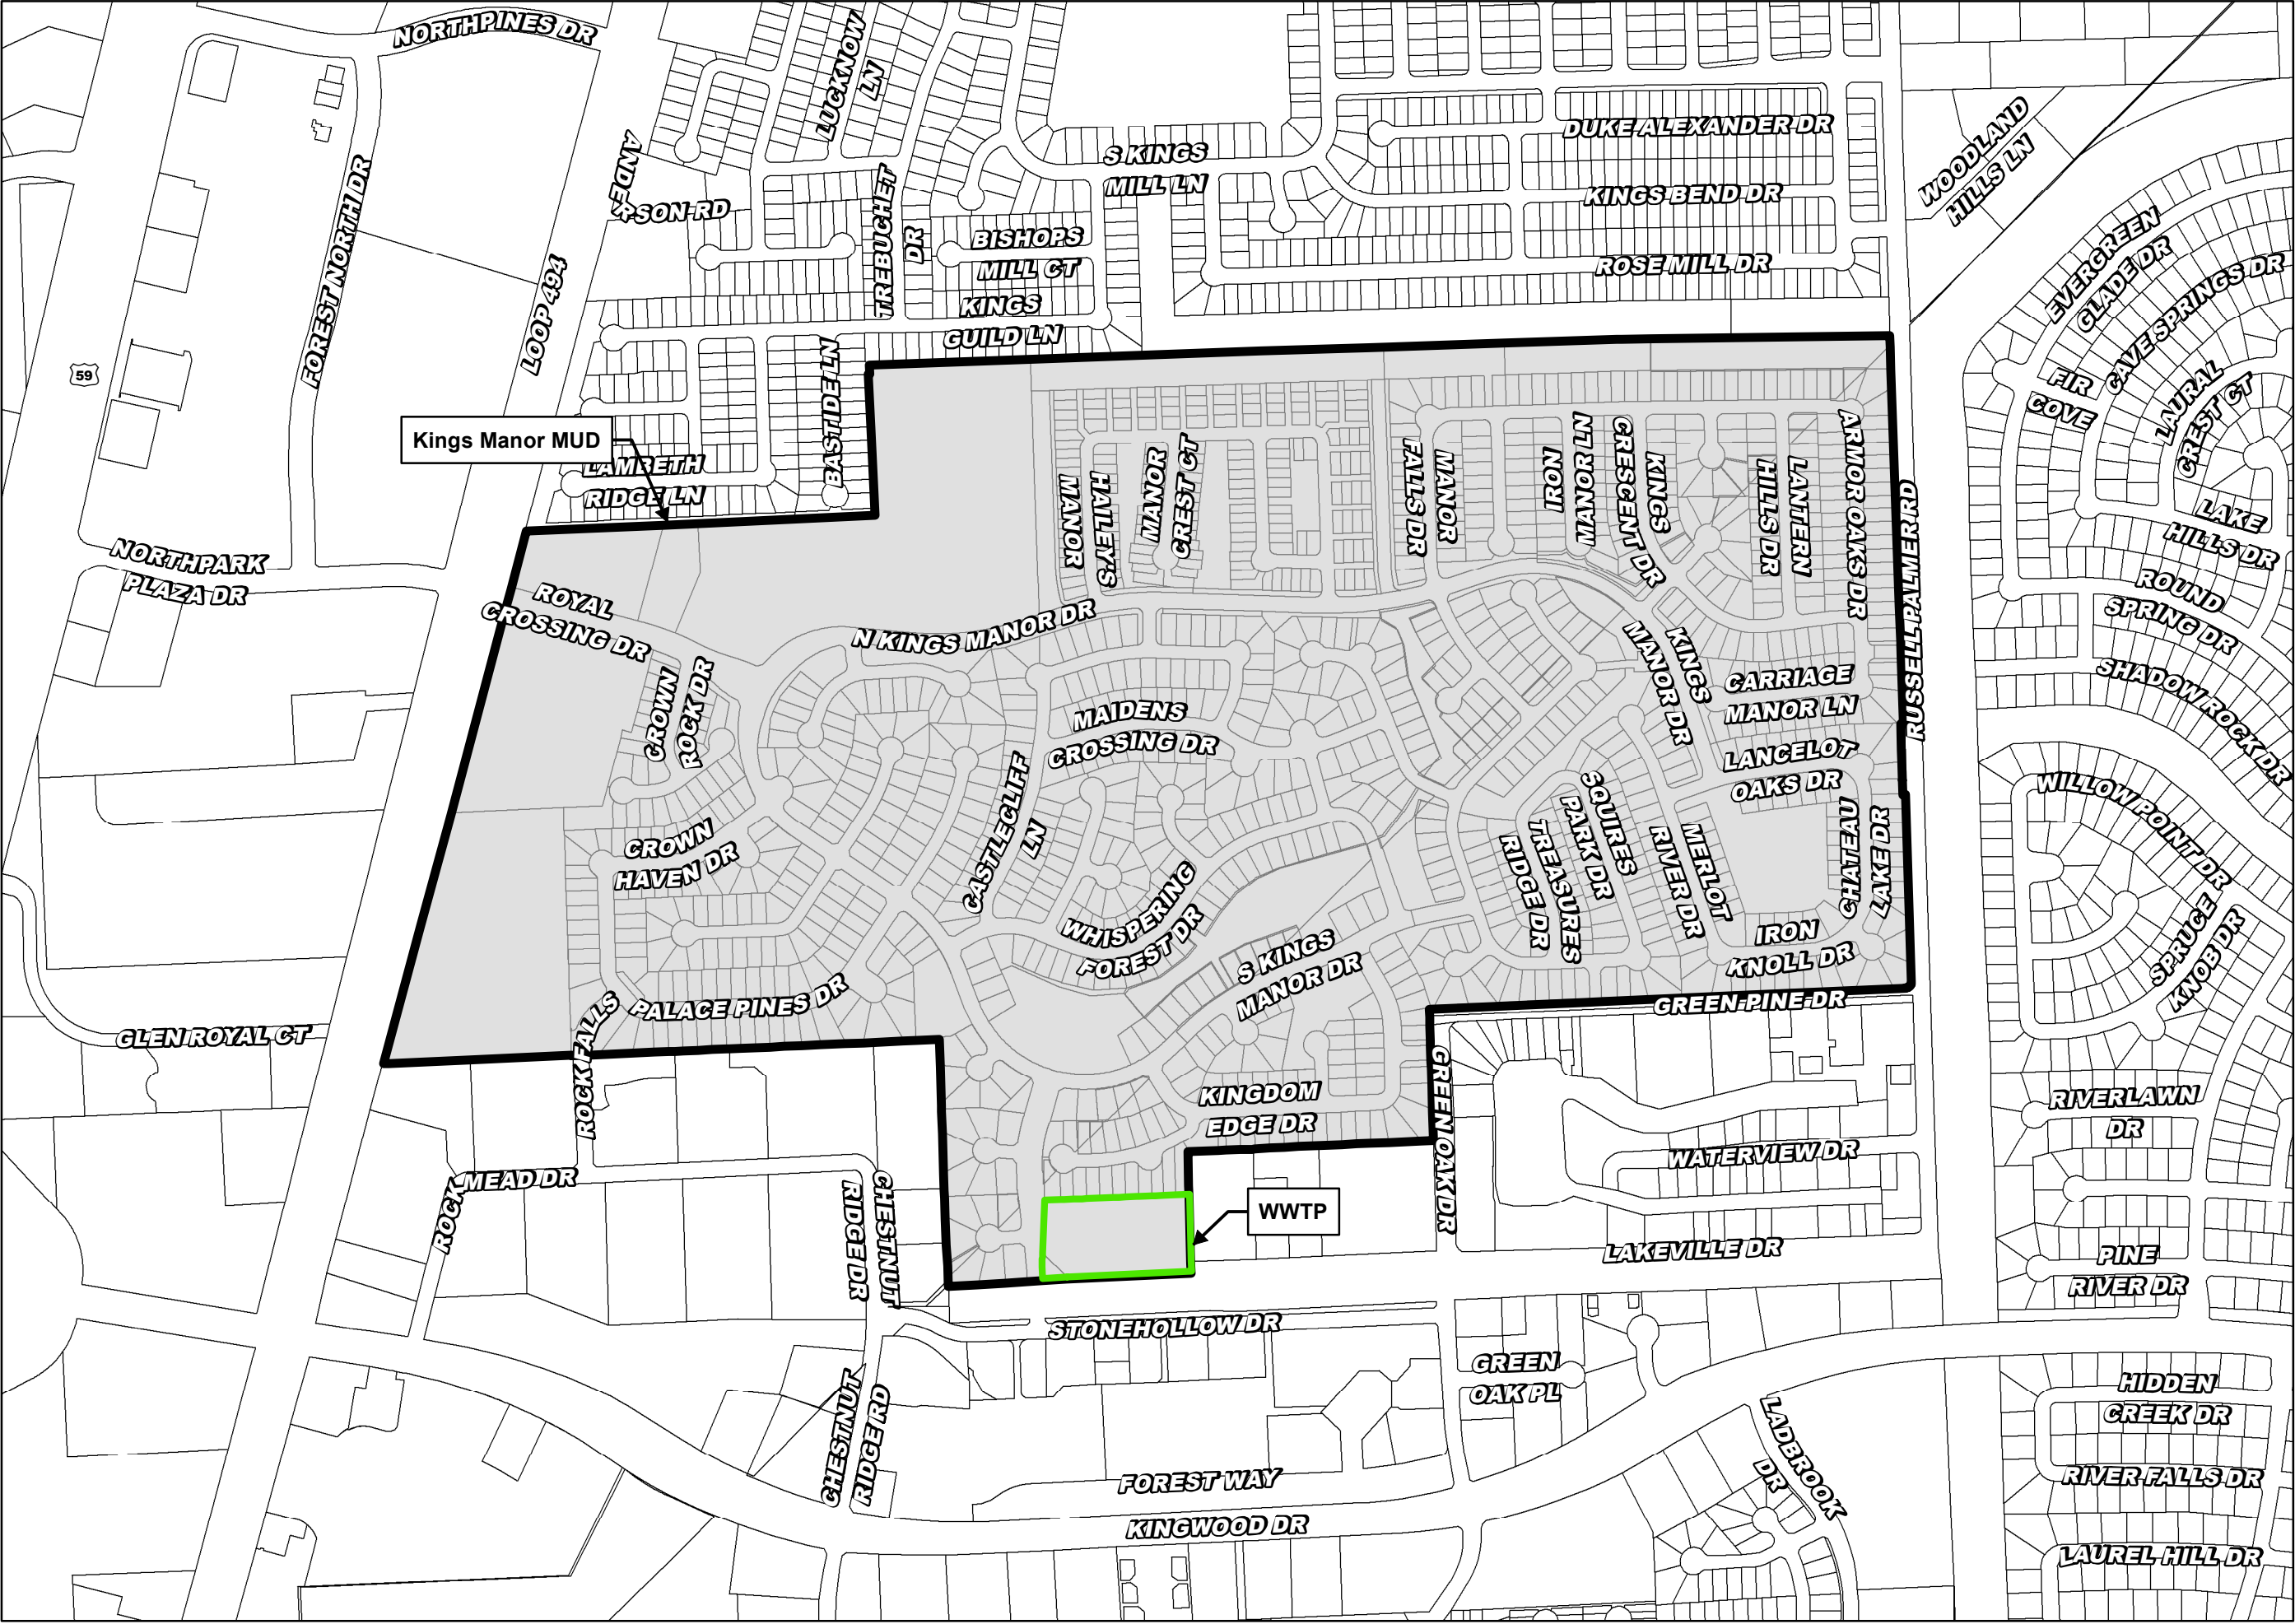 NORTHPINES DR
LUCKNOW
LN
DUKE ALEXANDER DR
WOODLAND
HILLS LN
ANDE
RSON RD
S KINGS
MILL LN
KINGS BEND DR
TREBUCHET
DR
BISHOPS
MILL CT
ROSE MILL DR
KINGS
GUILD LN
FOREST NORTH DR
LOOP 494
59
EVERGREEN
GLADE DR
CAVE SPRINGS DR
FIR
COVE
LAURAL
CREST CT
BASTIDE LN
Kings Manor MUD
LAMBETH
RIDGE LN
MANOR
HAILEYS
MANOR
CREST CT
FALLS DR
MANOR
IRON
MANOR LN
CRESCENT DR
KINGS
HILLS DR
LANTERN
ARMOR OAKS DR
RUSSELL PALMER RD
LAKE
HILLS DR
NORTHPARK
PLAZA DR
ROYAL
CROSSING DR
N KINGS MANOR DR
KINGS
MANOR DR
ROUND
SPRING DR
SHADOW ROCK DR
CROWN
ROCK DR
MAIDENS
CROSSING DR
CARRIAGE
MANOR LN
LANCELOT
OAKS DR
WILLOW POINT DR
CROWN
HAVEN DR
CASTLECLIFF
LN
WHISPERING
FOREST DR
SQUIRES
PARK DR
TREASURES
RIDGE DR
MERLOT
RIVER DR
CHATEAU
LAKE DR
IRON
KNOLL DR
SPRUCE
KNOB DR
S KINGS
MANOR DR
PALACE PINES DR
GREEN PINE DR
GLEN ROYAL CT
ROCK FALLS
KINGDOM
EDGE DR
GREEN OAK DR
RIVERLAWN
DR
WATERVIEW DR
ROCK
MEAD DR
CHESTNUT
RIDGE DR
WWTP
LAKEVILLE DR
PINE
RIVER DR
STONEHOLLOW DR
GREEN
OAK PL
HIDDEN
CREEK DR
CHESTNUT
RIDGE RD
LADBROOK
DR
FOREST WAY
KINGWOOD DR
RIVER FALLS DR
LAUREL HILL DR